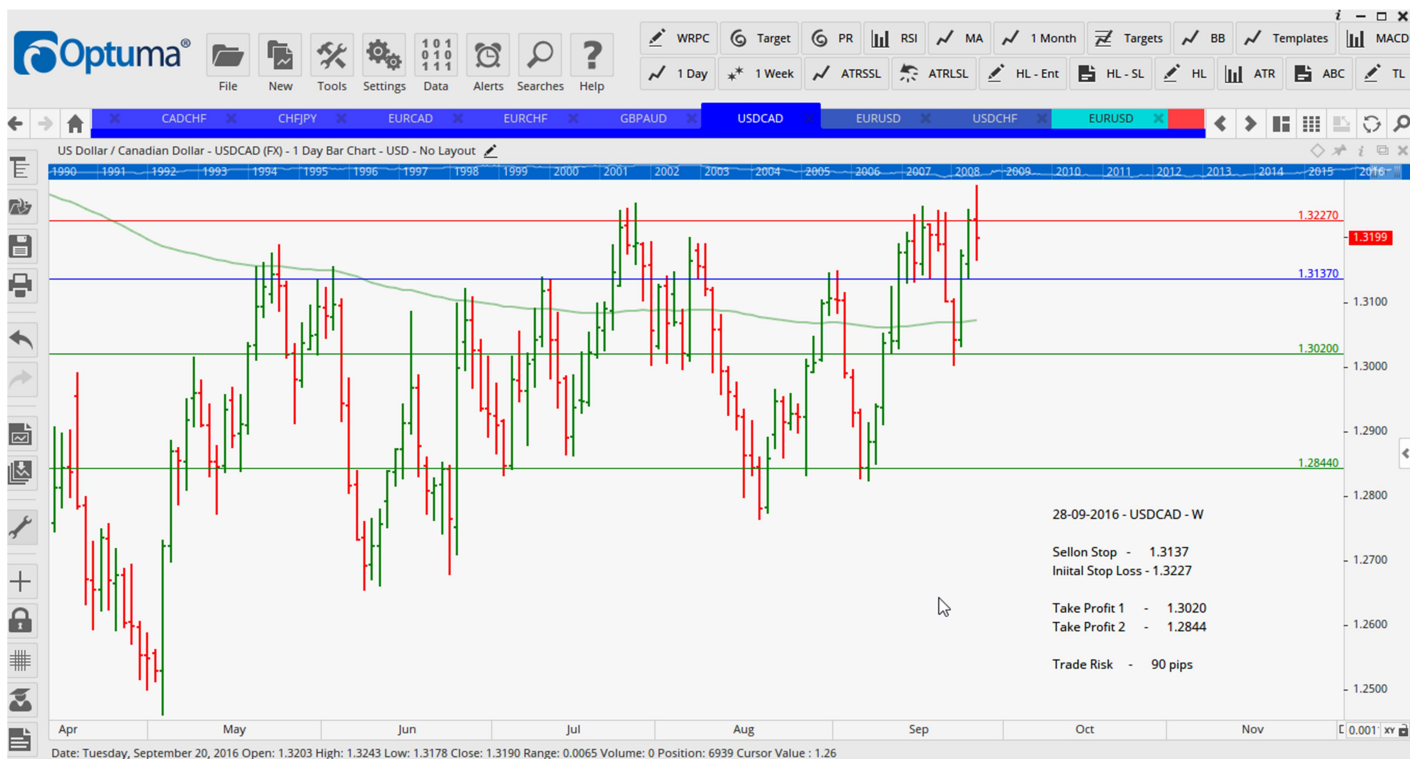 Optuma®
File
New
Tools
Settings
Data
Alerts
Searches
Help
WRPC
Target
PR
RSI
MA
1 Month
Targets
BB
Templates
MACD
1 Day
1 Week
ATRSSL
ATRLSL
HL - Ent
HL - SL
HL
ATR
ABC
TL
CADCHF
CHFJPY
EURCAD
EURCHF
GBPAUD
USDCAD
EURUSD
USDCHF
EURUSD
US Dollar / Canadian Dollar - USDCAD (FX) - 1 Day Bar Chart - USD - No Layout
1990 1991 1992 1993 1994 1995 1996 1997 1998 1999 2000 2001 2002 2003 2004 2005 2006 2007 2008 2009 2010 2011 2012 2013 2014 2015 2016
1.32270
1.3199
1.31370
1.3100
1.30200
1.3000
1.2900
1.28440
1.2800
1.2700
1.2600
1.2500
28-09-2016 - USDCAD - W
Sellon Stop - 1.3137
Iniital Stop Loss - 1.3227
Take Profit 1 - 1.3020
Take Profit 2 - 1.2844
Trade Risk - 90 pips
Apr May Jun Jul Aug Sep Oct Nov
XY
Date: Tuesday, September 20, 2016 Open: 1.3203 High: 1.3243 Low: 1.3178 Close: 1.3190 Range: 0.0065 Volume: 0 Position: 6939 Cursor Value : 1.26